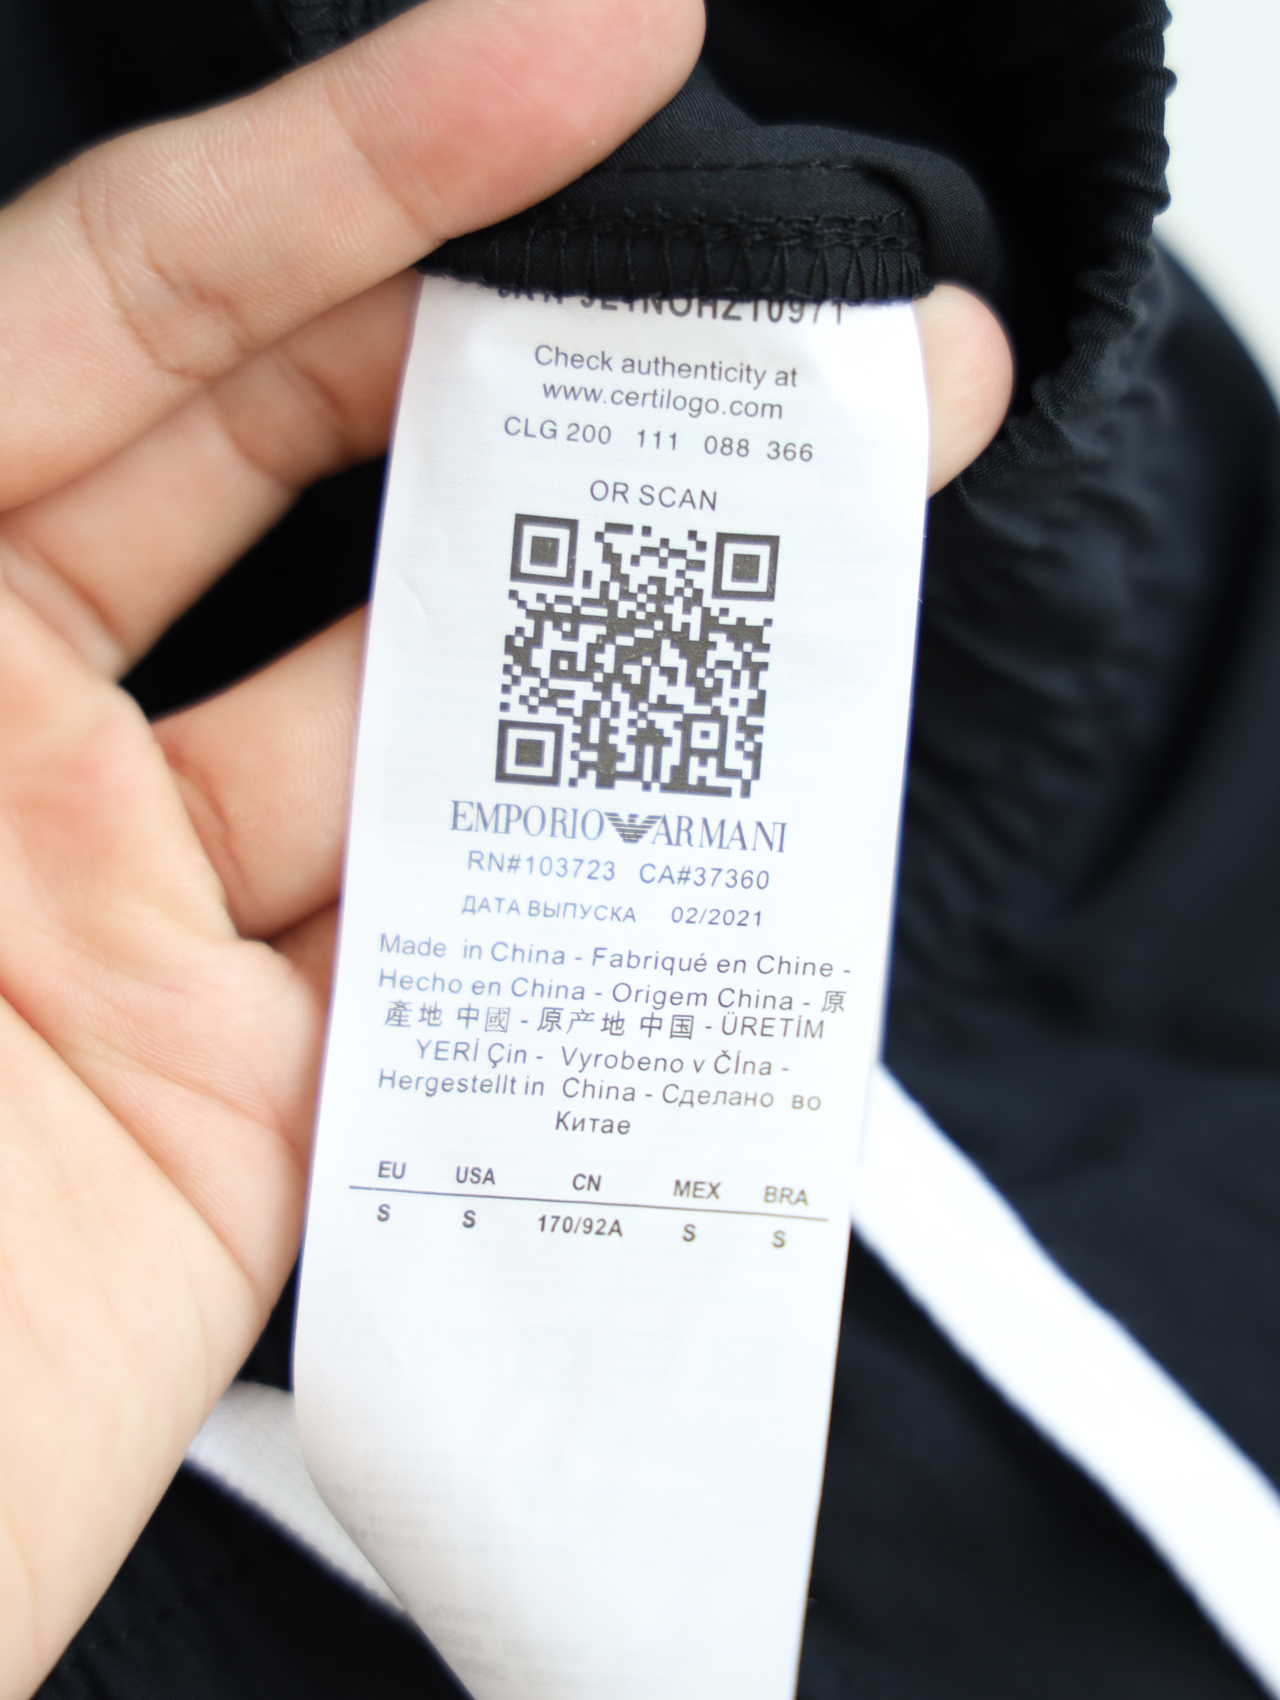 Check authenticity at
www.certilogo.com
CLG 200 111 088 366
OR SCAN
EMPORIO ARMANI
RN#103723 CA#37360
ДАТА ВЫПУСКА 02/2021
Made in China - Fabriqué en Chine -
Hecho en China - Origem China - 原
產地 中國 - 原产地 中国 - ÜRETİM
YERİ Çin - Vyrobeno v Čína -
Hergestellt in China - Сделано во
Китае
EU USA CN MEX BRA
S S 170/92A S S